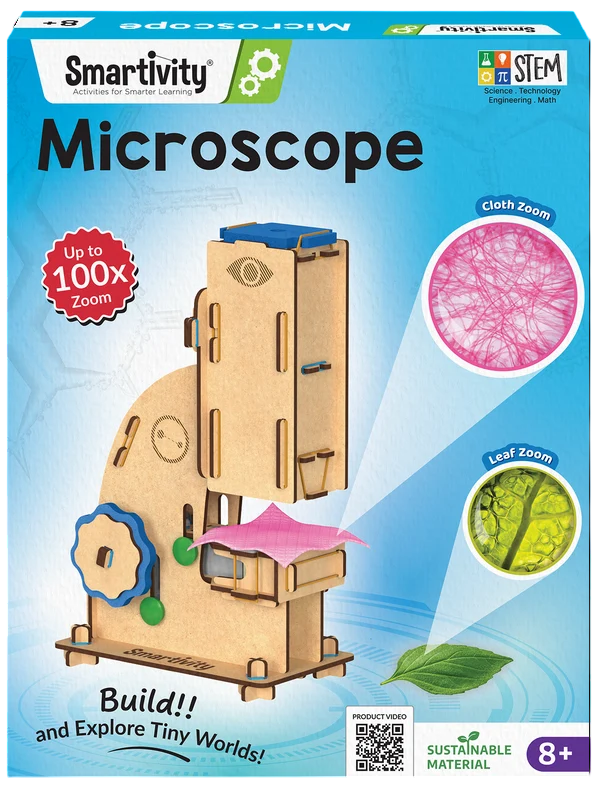 8+
Microscope
Smartivity
Smartivity®
Activities for Smarter Learning
π
STEM
Science . Technology
Engineering . Math
Microscope
Cloth Zoom
Up to
100x
Zoom
Leaf Zoom
Smartivity
Build!!
and Explore Tiny Worlds!
PRODUCT VIDEO
SUSTAINABLE
MATERIAL
8+